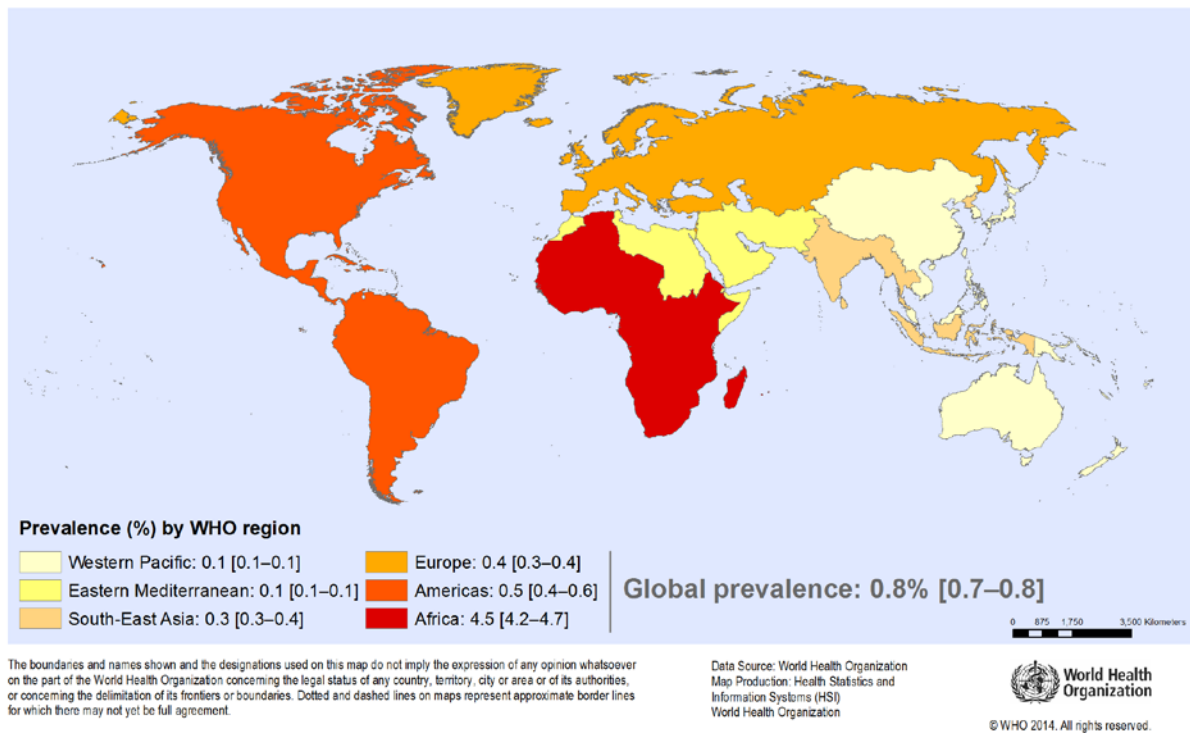 Prevalence (%) by WHO region
Western Pacific: 0.1 [0.1–0.1]
Eastern Mediterranean: 0.1 [0.1–0.1]
South-East Asia: 0.3 [0.3–0.4]
Europe: 0.4 [0.3–0.4]
Americas: 0.5 [0.4–0.6]
Africa: 4.5 [4.2–4.7]
Global prevalence: 0.8% [0.7–0.8]
0 875 1,750 3,500 Kilometers
The boundaries and names shown and the designations used on this map do not imply the expression of any opinion whatsoever
on the part of the World Health Organization concerning the legal status of any country, territory, city or area or of its authorities,
or concerning the delimitation of its frontiers or boundaries. Dotted and dashed lines on maps represent approximate border lines
for which there may not yet be full agreement.
Data Source: World Health Organization
Map Production: Health Statistics and
Information Systems (HSI)
World Health Organization
World Health
Organization
© WHO 2014. All rights reserved.